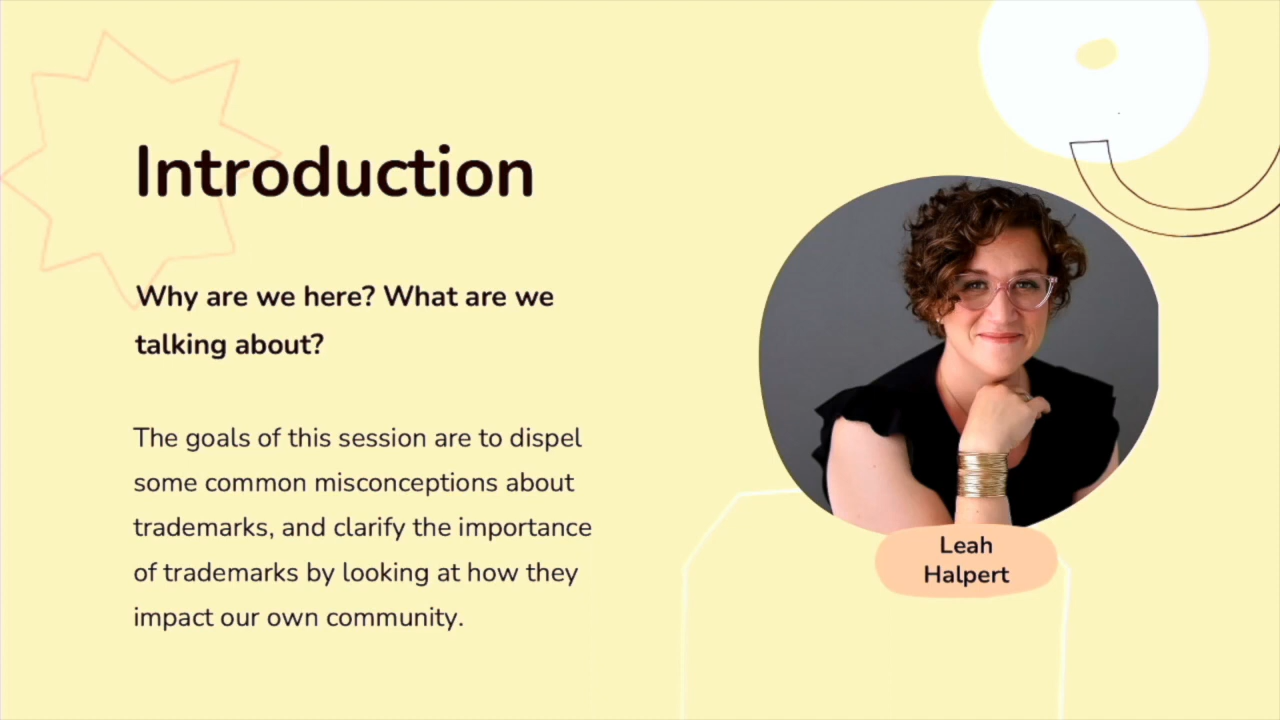 Introduction
Why are we here? What are we
talking about?
The goals of this session are to dispel
some common misconceptions about
trademarks, and clarify the importance
of trademarks by looking at how they
impact our own community.
Leah
Halpert